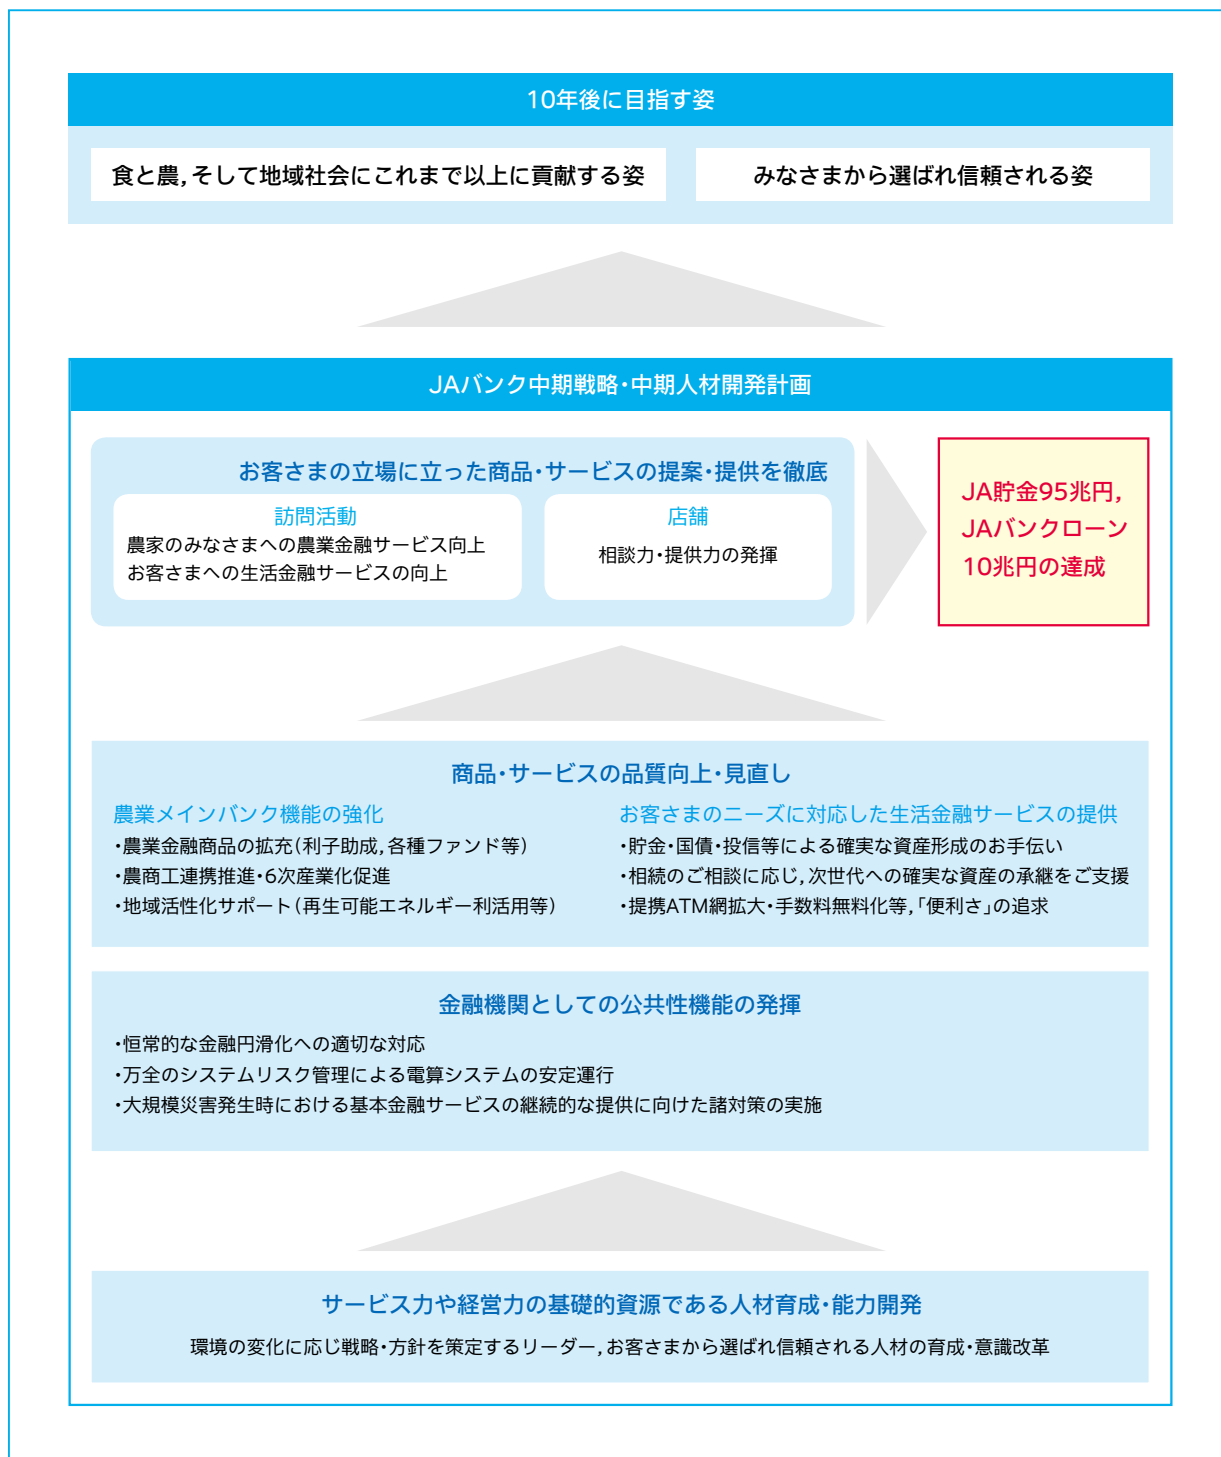 10年後に目指す姿
食と農,そして地域社会にこれまで以上に貢献する姿
みなさまから選ばれ信頼される姿
JAバンク中期戦略・中期人材開発計画
お客さまの立場に立った商品・サービスの提案・提供を徹底
訪問活動
農家のみなさまへの農業金融サービス向上
お客さまへの生活金融サービスの向上
店舗
相談力・提供力の発揮
JA貯金95兆円,
JAバンクローン
10兆円の達成
商品・サービスの品質向上・見直し
農業メインバンク機能の強化
・農業金融商品の拡充(利子助成,各種ファンド等)
・農商工連携推進・6次産業化促進
・地域活性化サポート(再生可能エネルギー利活用等)
お客さまのニーズに対応した生活金融サービスの提供
・貯金・国債・投信等による確実な資産形成のお手伝い
・相続のご相談に応じ,次世代への確実な資産の承継をご支援
・提携ATM網拡大・手数料無料化等,「便利さ」の追求
金融機関としての公共性機能の発揮
・恒常的な金融円滑化への適切な対応
・万全のシステムリスク管理による電算システムの安定運行
・大規模災害発生時における基本金融サービスの継続的な提供に向けた諸対策の実施
サービス力や経営力の基礎的資源である人材育成・能力開発
環境の変化に応じ戦略・方針を策定するリーダー,お客さまから選ばれ信頼される人材の育成・意識改革